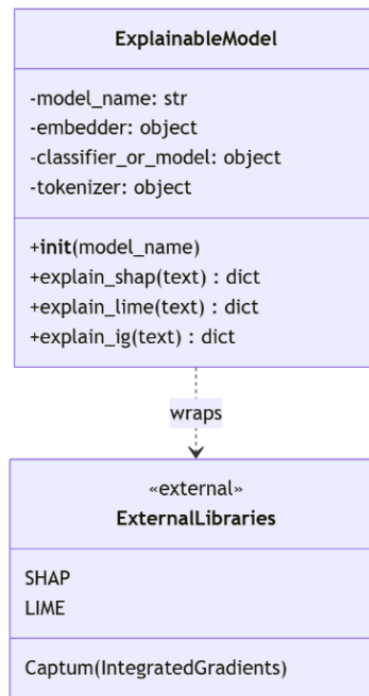 ExplainableModel
-model_name: str
-embedder: object
-classifier_or_model: object
-tokenizer: object
+init(model_name)
+explain_shap(text) : dict
+explain_lime(text) : dict
+explain_ig(text) : dict
wraps
«external»
ExternalLibraries
SHAP
LIME
Captum(IntegratedGradients)